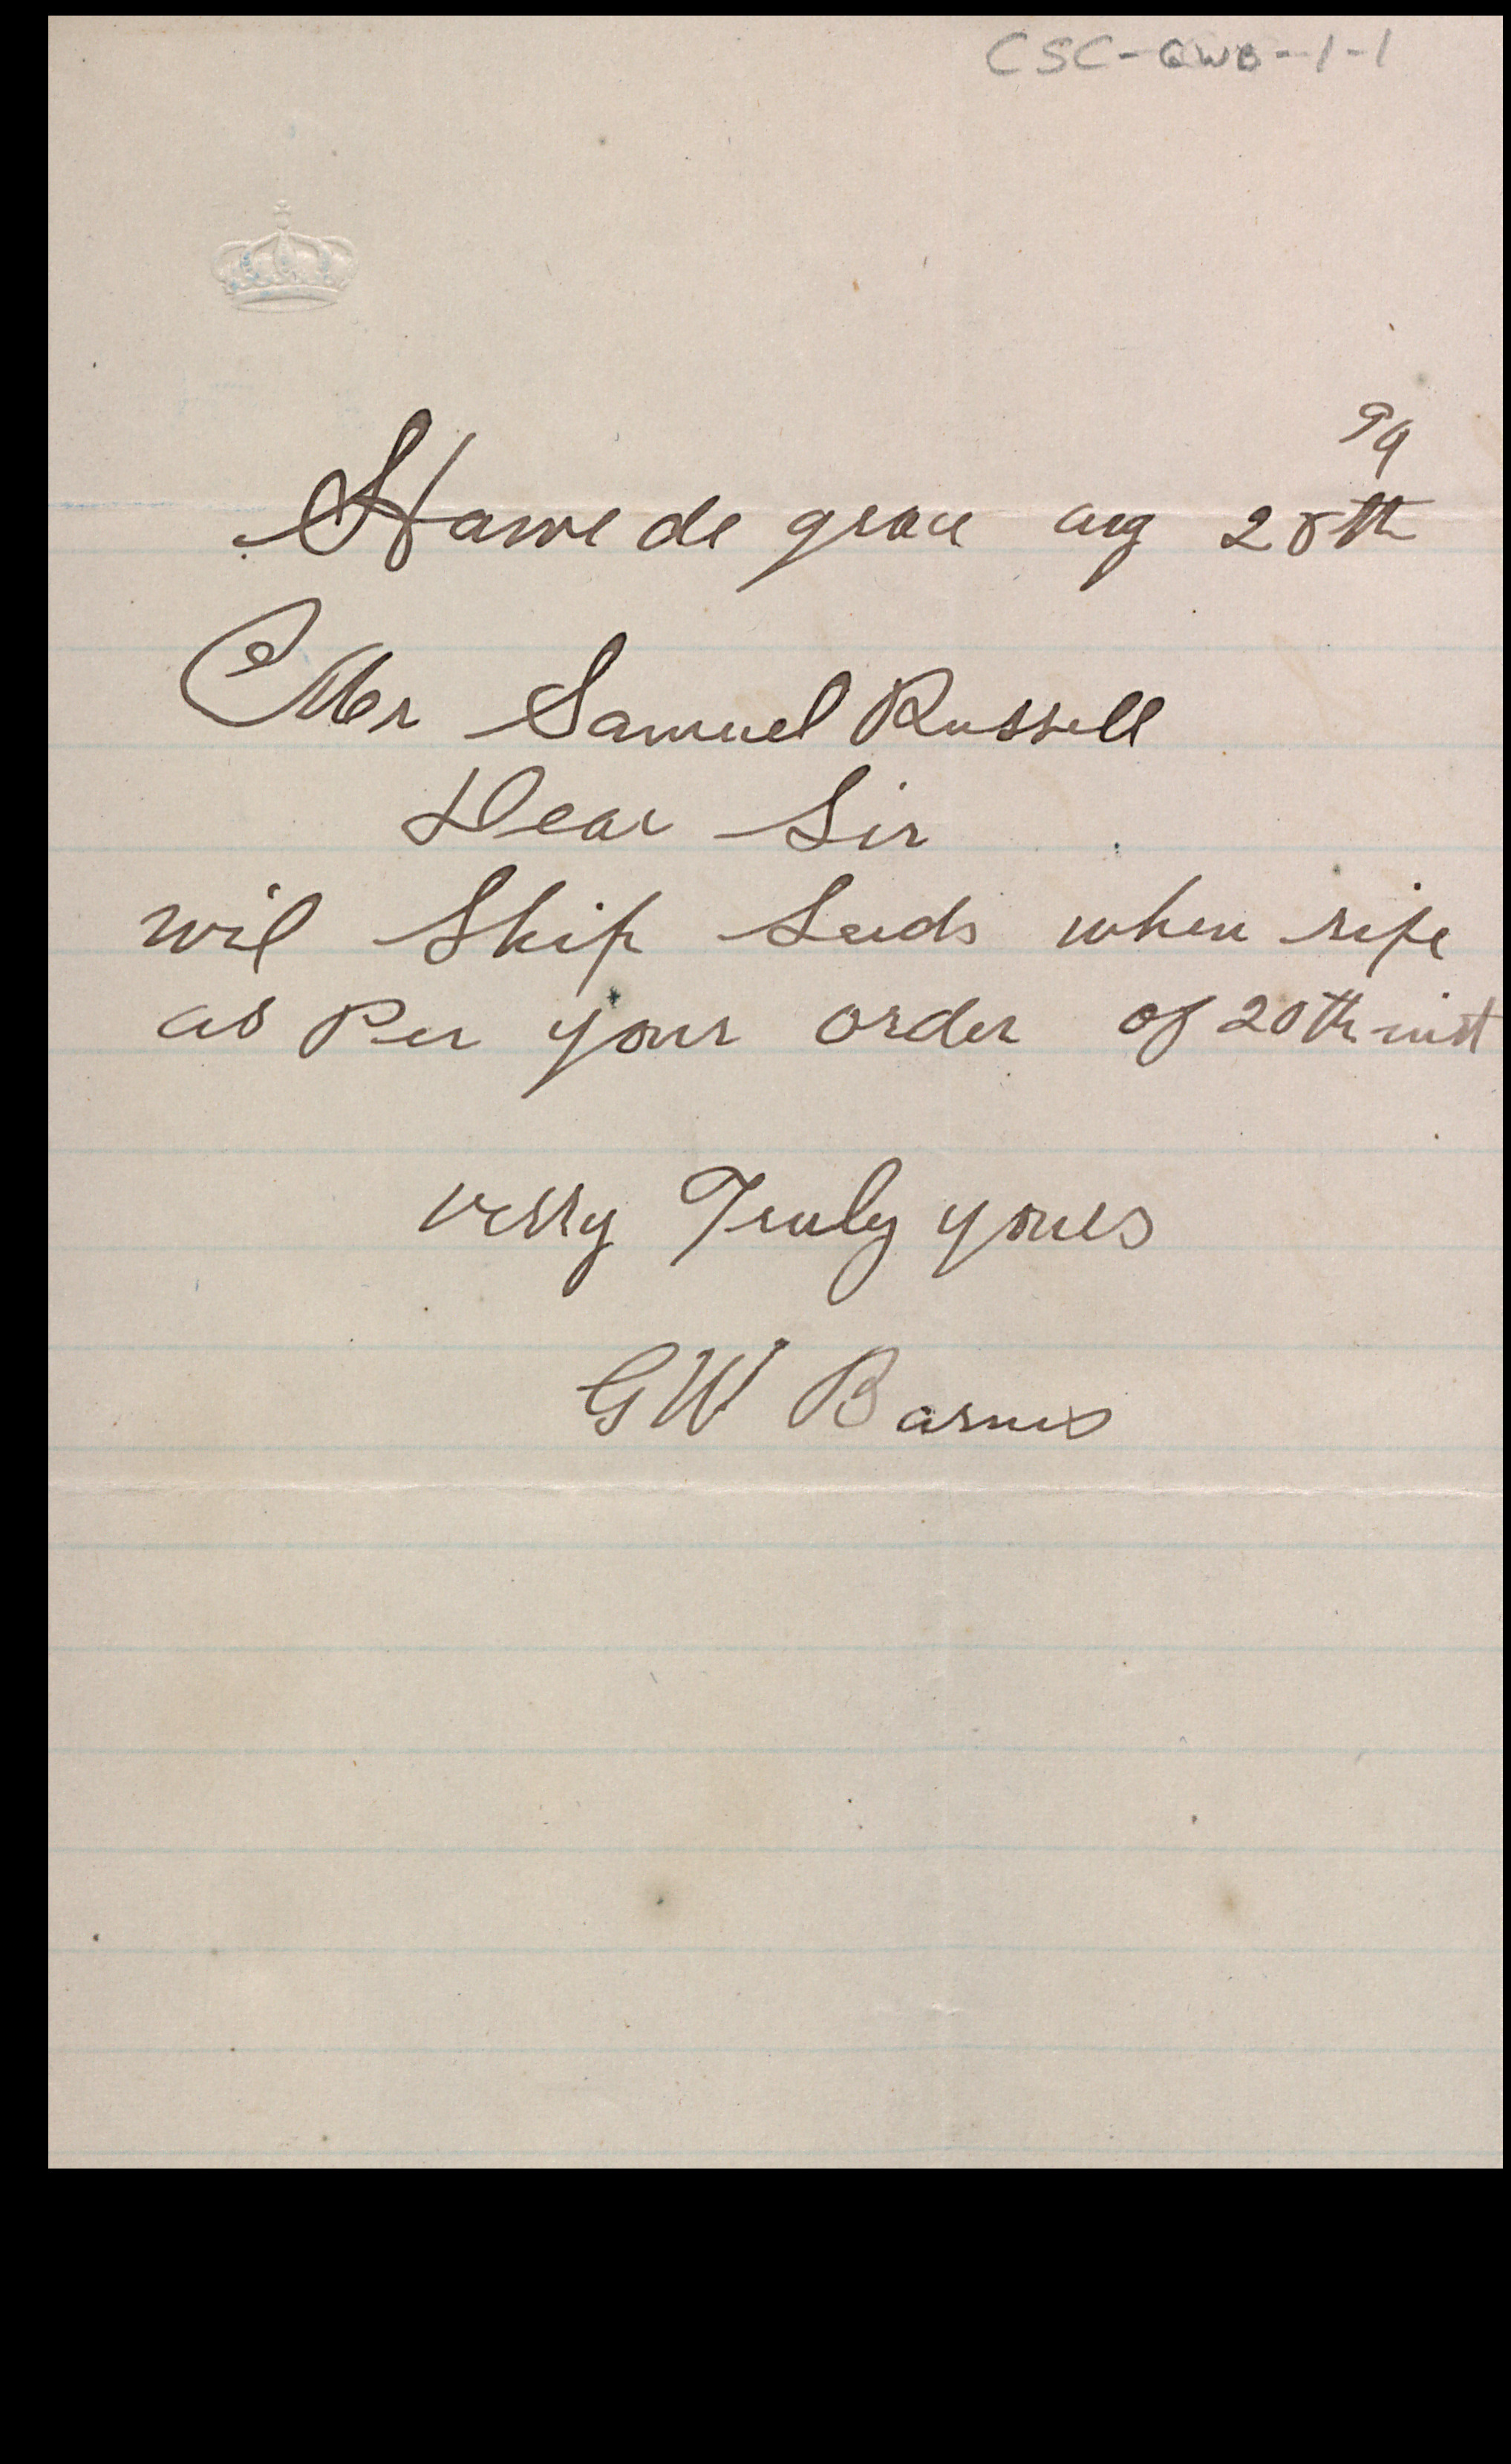 CSC-GWB-1-1
99
Havre de grace aug 28th
Mr Samuel Russell
Dear Sir
wil Ship Seeds when ripe
as Per your order of 20th inst
verry Truly yours
GW Barnes